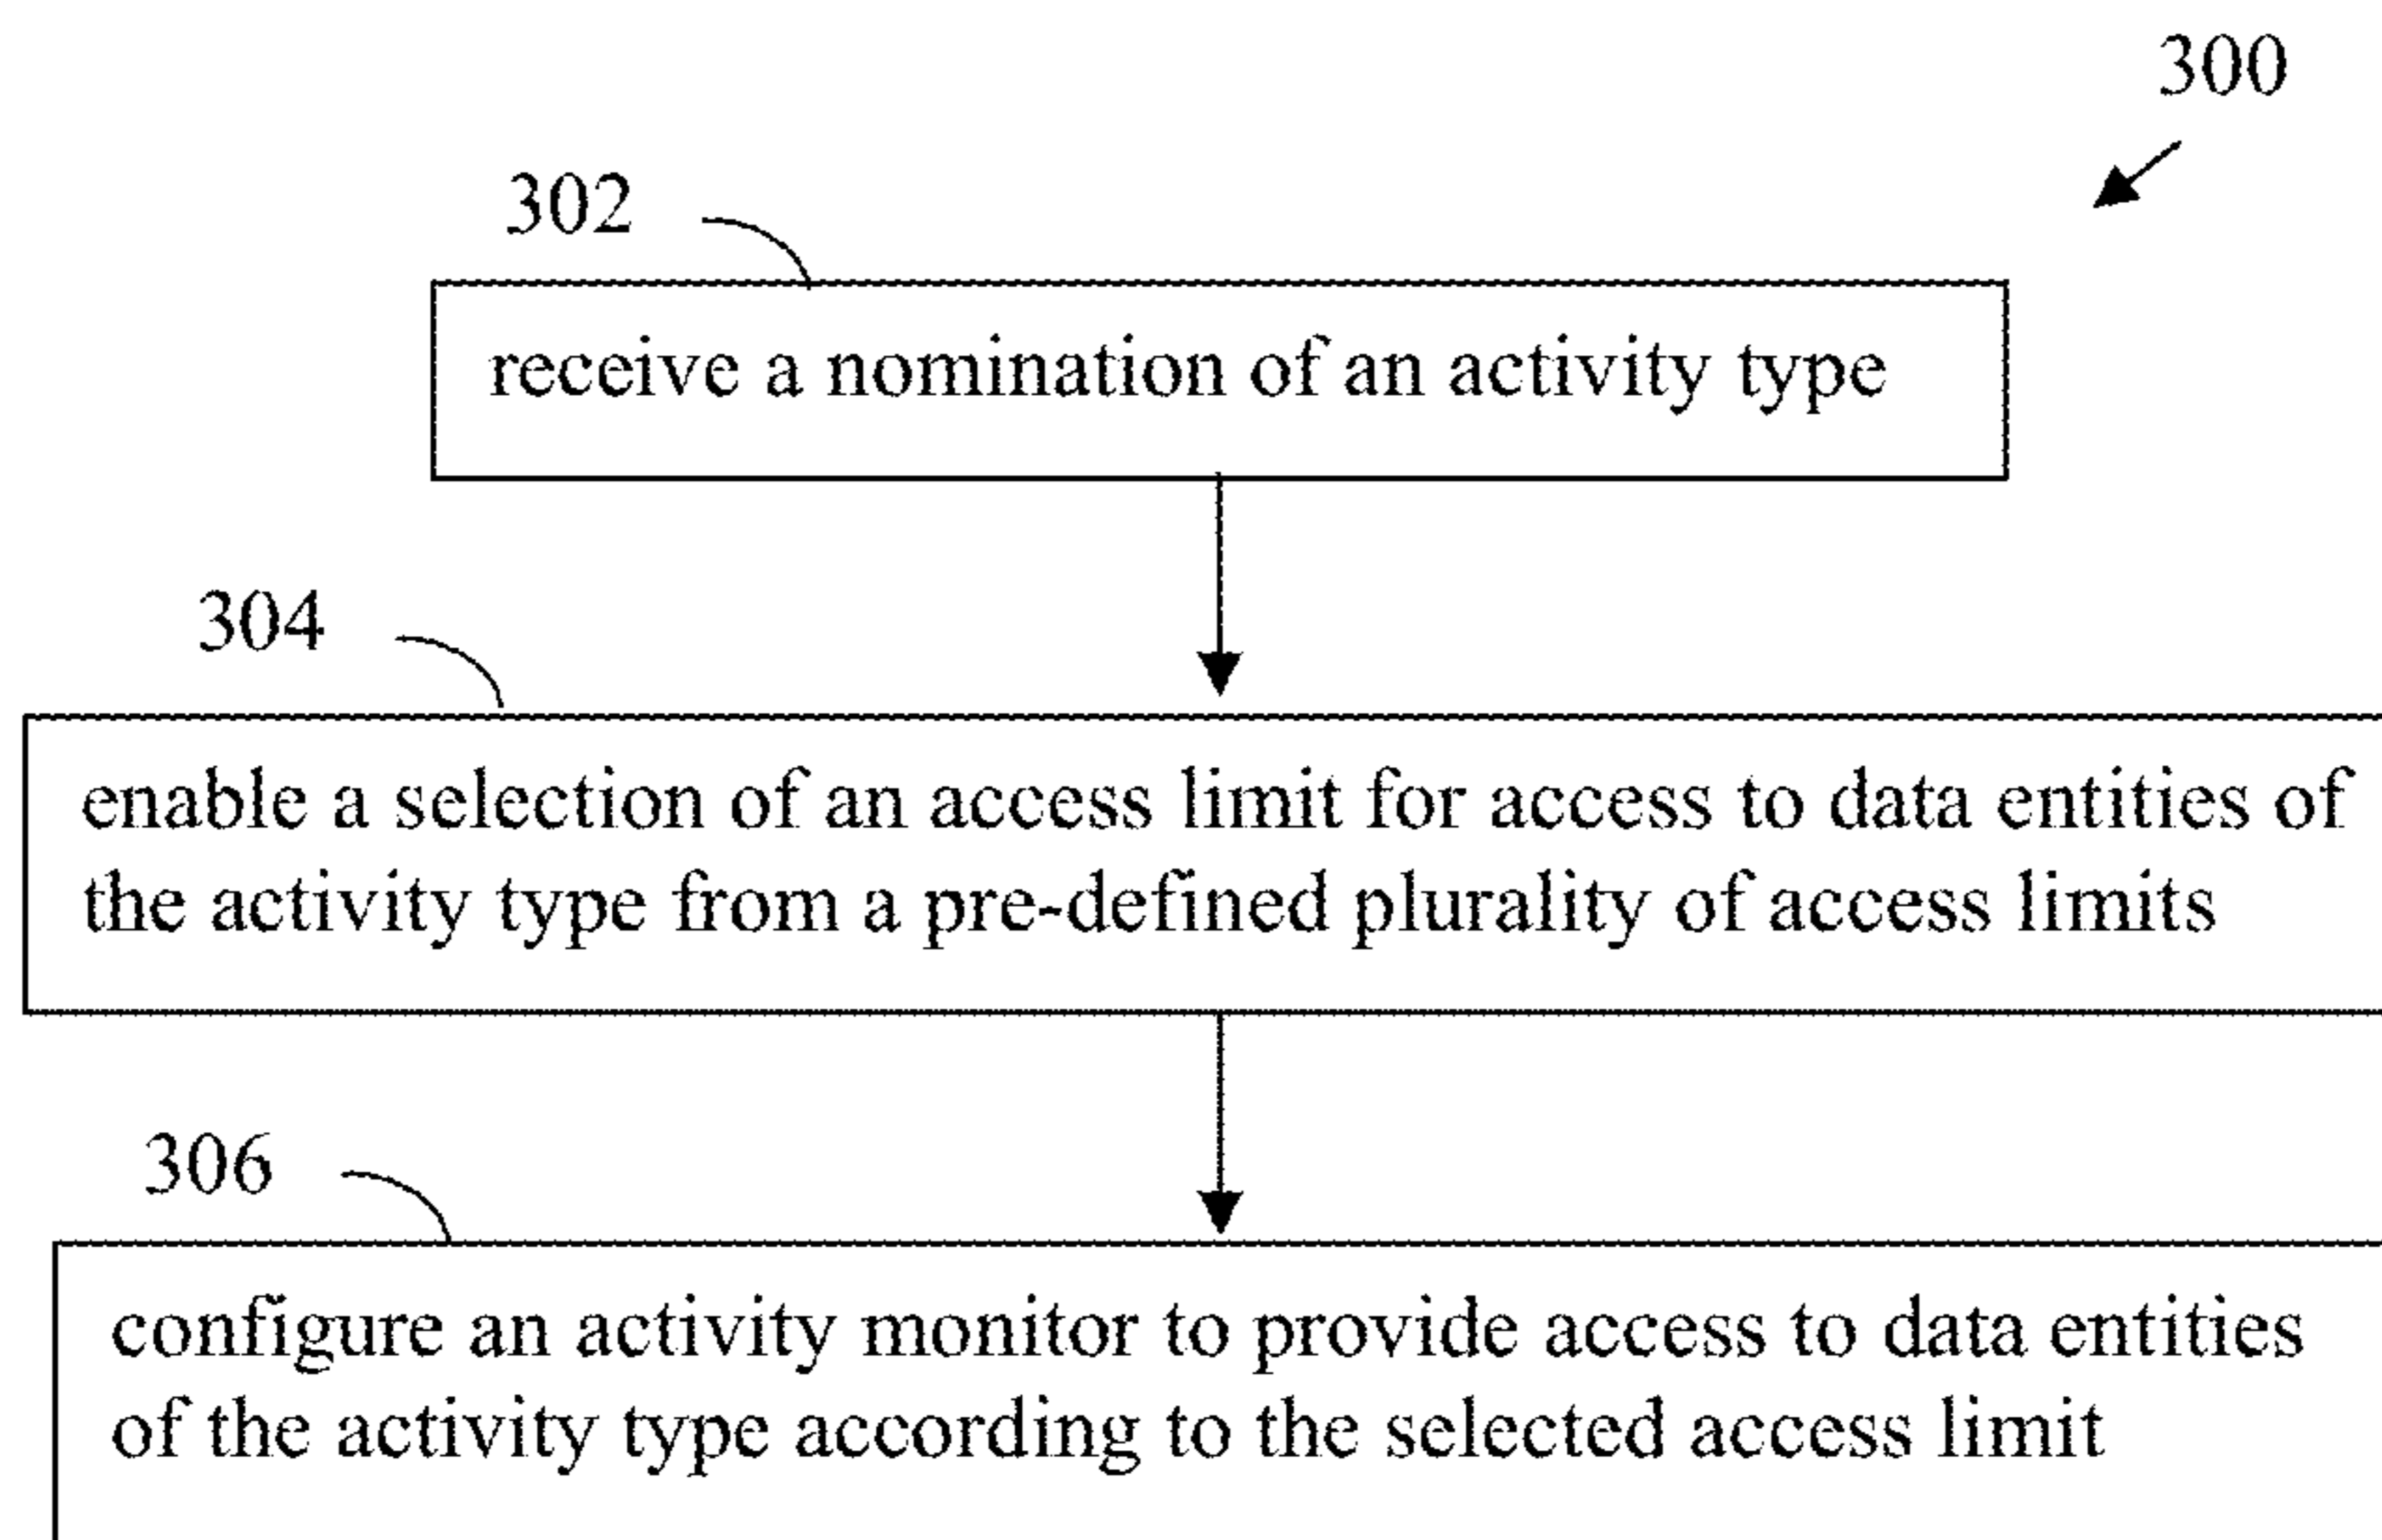 300
302
receive a nomination of an activity type
304
enable a selection of an access limit for access to data entities of
the activity type from a pre-defined plurality of access limits
306
configure an activity monitor to provide access to data entities
of the activity type according to the selected access limit